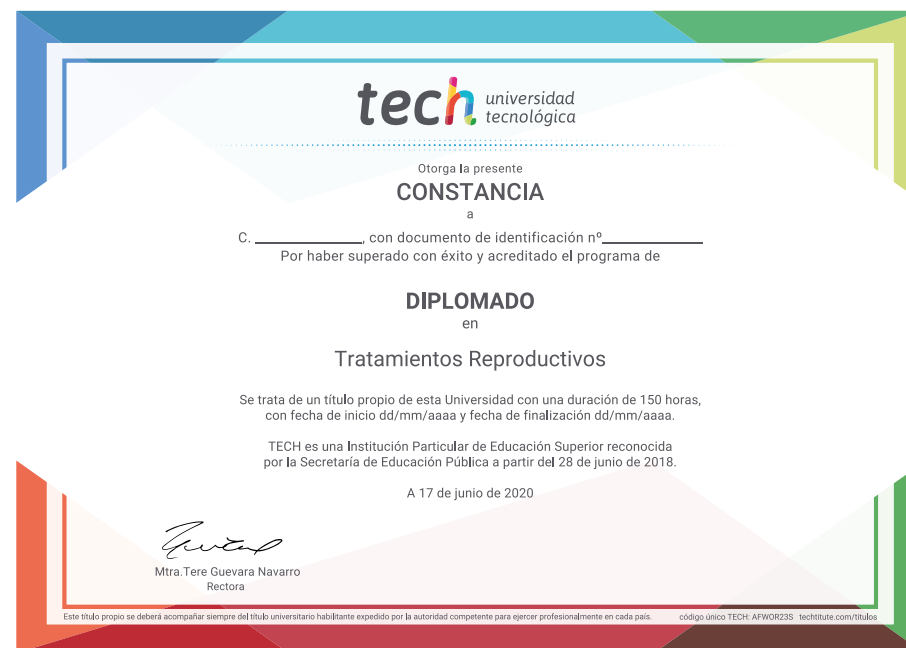 tech universidad
tecnológica
Otorga la presente
CONSTANCIA
a
C. ______________, con documento de identificación nº_____________
Por haber superado con éxito y acreditado el programa de
DIPLOMADO
en
Tratamientos Reproductivos
Se trata de un título propio de esta Universidad con una duración de 150 horas,
con fecha de inicio dd/mm/aaaa y fecha de finalización dd/mm/aaaa.
TECH es una Institución Particular de Educación Superior reconocida
por la Secretaría de Educación Pública a partir del 28 de junio de 2018.
A 17 de junio de 2020
Mtra.Tere Guevara Navarro
Rectora
Este título propio se deberá acompañar siempre del título universitario habilitante expedido por la autoridad competente para ejercer profesionalmente en cada país. código único TECH: AFWOR23S techtitute.com/titulos